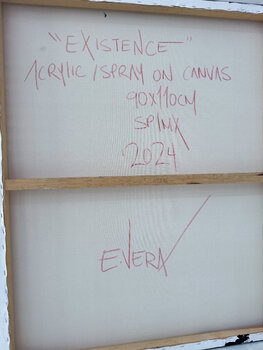 "EXISTENCE"
ACRYLIC/SPRAY ON CANVAS
90X110CM
SPINX
2024
E.VERA